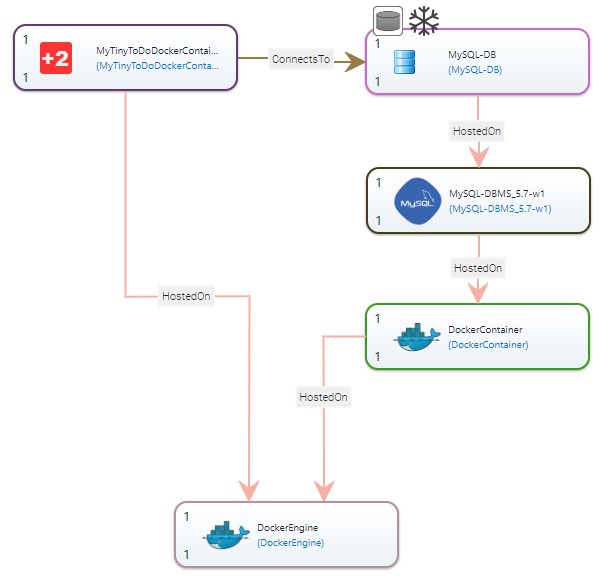 1
+2
MyTinyToDoDockerContai...
(MyTinyToDoDockerConta...
1
ConnectsTo
1
MySQL-DB
(MySQL-DB)
1
HostedOn
1
MySQL
MySQL-DBMS_5.7-w1
(MySQL-DBMS_5.7-w1)
1
HostedOn
HostedOn
1
DockerContainer
(DockerContainer)
1
HostedOn
1
DockerEngine
(DockerEngine)
1